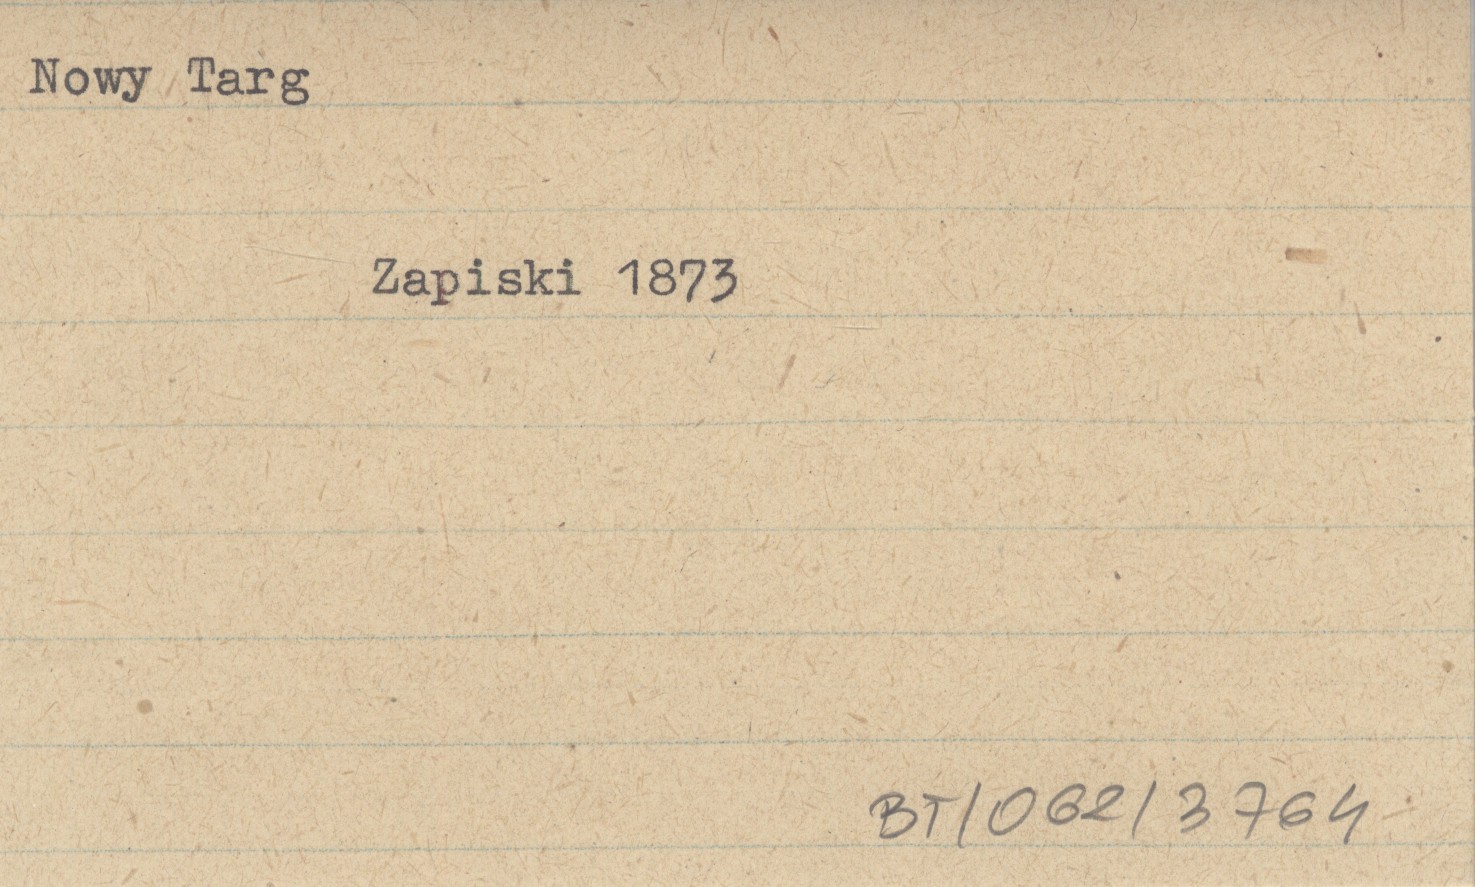 Nowy Targ
Zapiski 1873
BT/062/3764